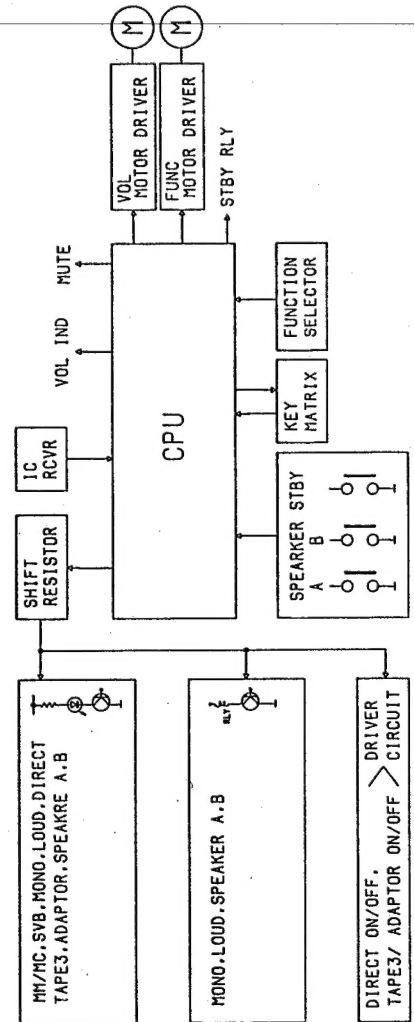 MM/MC.SVB.MONO.LOUD.DIRECT
TAPE3.ADAPTOR.SPEAKRE A.B
MONO.LOUD.SPEAKER A.B
RLY
DIRECT ON/OFF.
TAPE3/ ADAPTOR ON/OFF
DRIVER
CIRCUIT
SHIFT
RESISTOR
IC
RCVR
VOL IND
MUTE
CPU
SPEARKER STBY
A B
KEY
MATRIX
FUNCTION
SELECTOR
VOL
MOTOR DRIVER
FUNC
MOTOR DRIVER
STBY RLY
M
M